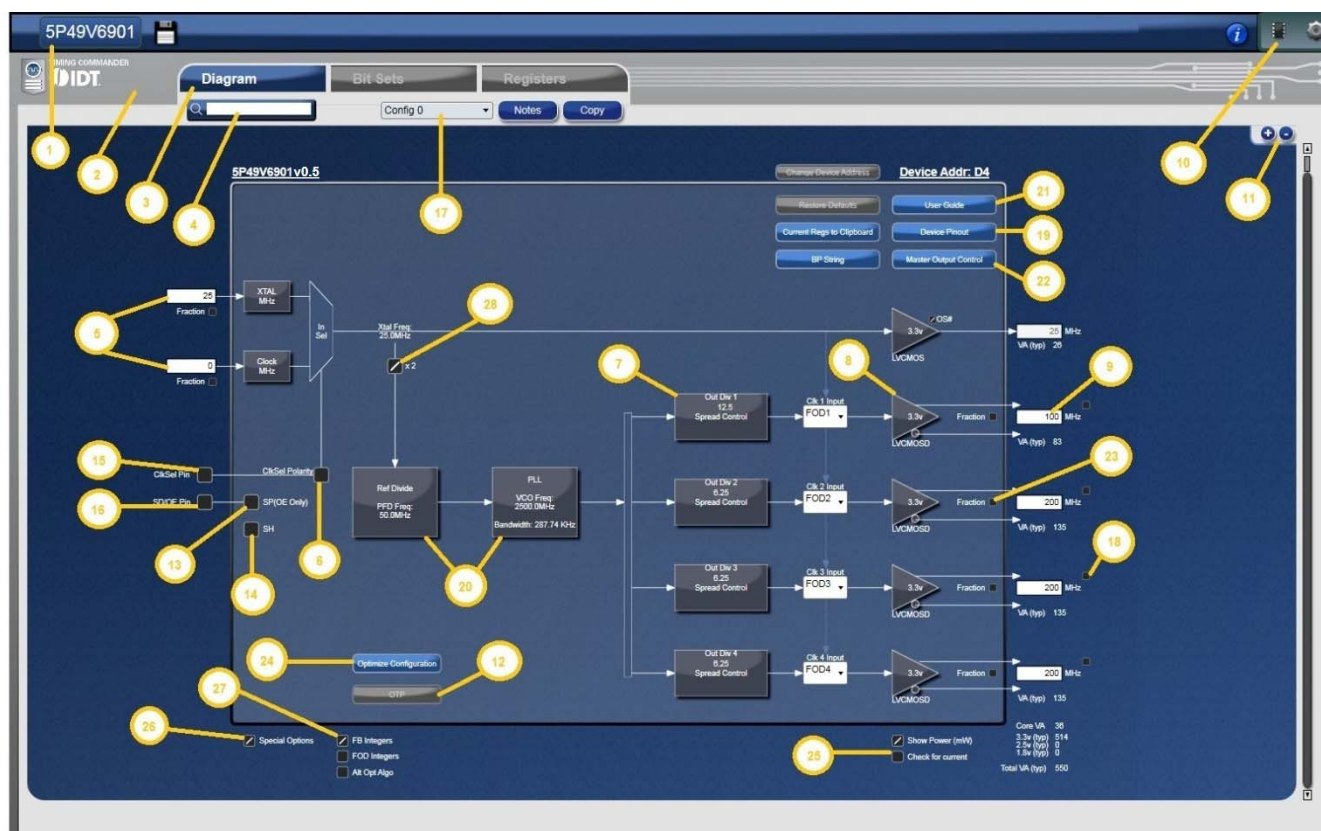 5P49V6901
TIMING COMMANDER
IDT
Diagram
Bit Sets
Registers
Config 0
Notes
Copy
1
2
3
4
17
10
11
+
-
5P49V6901v0.5
Change Device Address
Device Addr: D4
Restore Defaults
User Guide
21
Current Regs to Clipboard
Device Pinout
19
BP String
Master Output Control
22
25
XTAL
MHz
Fraction
5
In
Sel
Xtal Freq:
25.0MHz
28
x 2
3.3v
OS#
LVCMOS
25 MHz
VA (typ) 26
0
Clock
MHz
Fraction
7
8
9
Out Div 1
12.5
Spread Control
Clk 1 Input
FOD1
3.3v
LVCMOSD
Fraction
100 MHz
VA (typ) 83
15
ClkSel Pin
ClkSel Polarity
16
SD/OE Pin
SP(OE Only)
SH
13
14
6
Ref Divide
PFD Freq:
50.0MHz
PLL
VCO Freq:
2500.0MHz
Bandwidth: 287.74 KHz
20
Out Div 2
6.25
Spread Control
Clk 2 Input
FOD2
3.3v
LVCMOSD
Fraction
23
200 MHz
VA (typ) 135
18
Out Div 3
6.25
Spread Control
Clk 3 Input
FOD3
3.3v
LVCMOSD
Fraction
200 MHz
VA (typ) 135
Out Div 4
6.25
Spread Control
Clk 4 Input
FOD4
3.3v
LVCMOSD
Fraction
200 MHz
VA (typ) 135
24
Optimize Configuration
12
OTP
27
26
Special Options
FB Integers
FOD Integers
Alt Opt Algo
25
Show Power (mW)
Check for current
Core VA 36
3.3v (typ) 514
2.5v (typ) 0
1.8v (typ) 0
Total VA (typ) 550